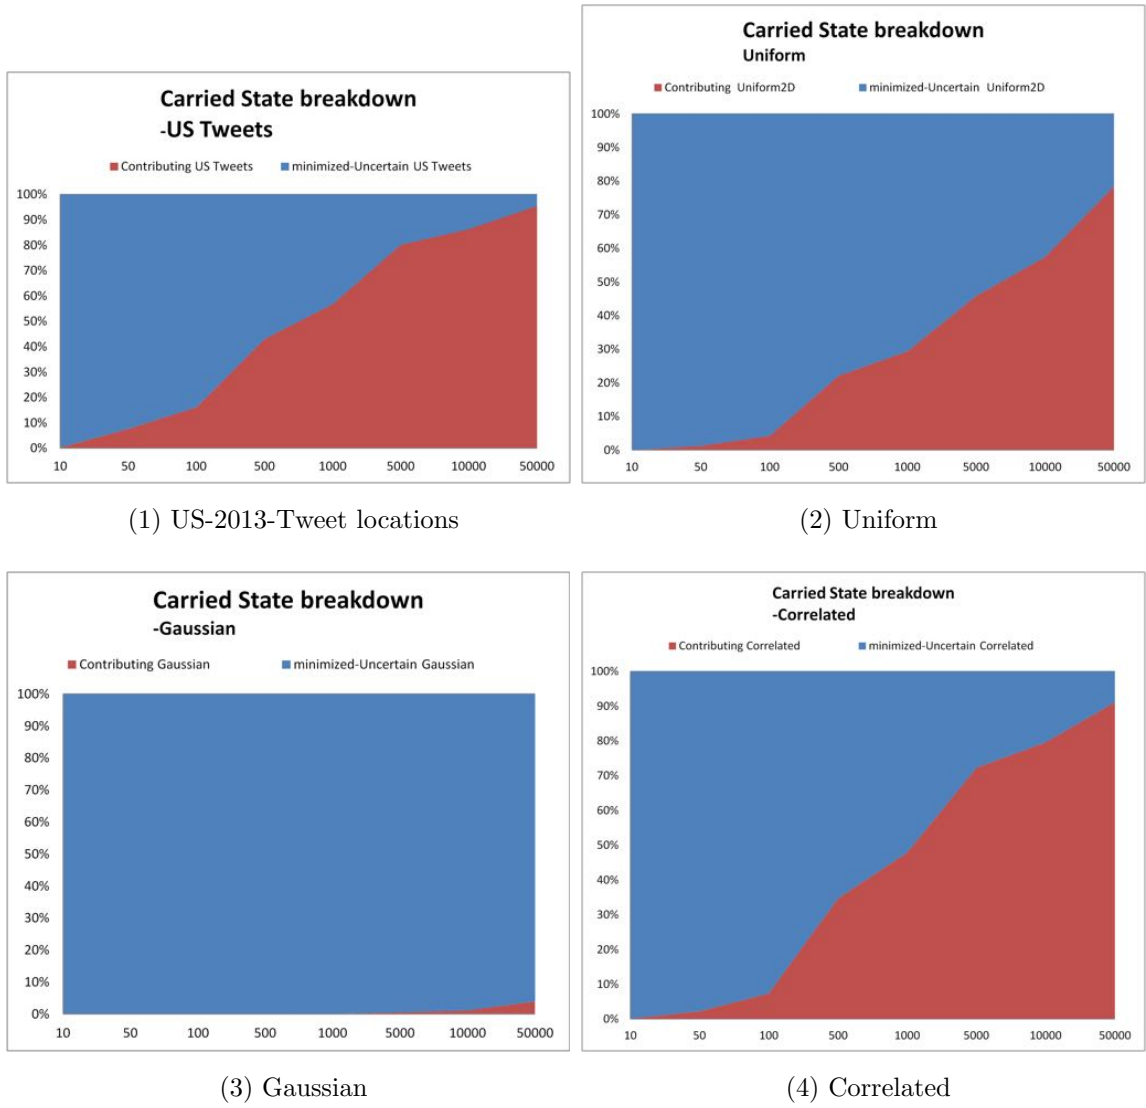 Carried State breakdown
-US Tweets
Contributing US Tweets minimized-Uncertain US Tweets
100%
90%
80%
70%
60%
50%
40%
30%
20%
10%
0%
10 50 100 500 1000 5000 10000 50000
(1) US-2013-Tweet locations
Carried State breakdown
Uniform
Contributing Uniform2D minimized-Uncertain Uniform2D
100%
90%
80%
70%
60%
50%
40%
30%
20%
10%
0%
10 50 100 500 1000 5000 10000 50000
(2) Uniform
Carried State breakdown
-Gaussian
Contributing Gaussian minimized-Uncertain Gaussian
100%
90%
80%
70%
60%
50%
40%
30%
20%
10%
0%
10 50 100 500 1000 5000 10000 50000
(3) Gaussian
Carried State breakdown
-Correlated
Contributing Correlated minimized-Uncertain Correlated
100%
90%
80%
70%
60%
50%
40%
30%
20%
10%
0%
10 50 100 500 1000 5000 10000 50000
(4) Correlated